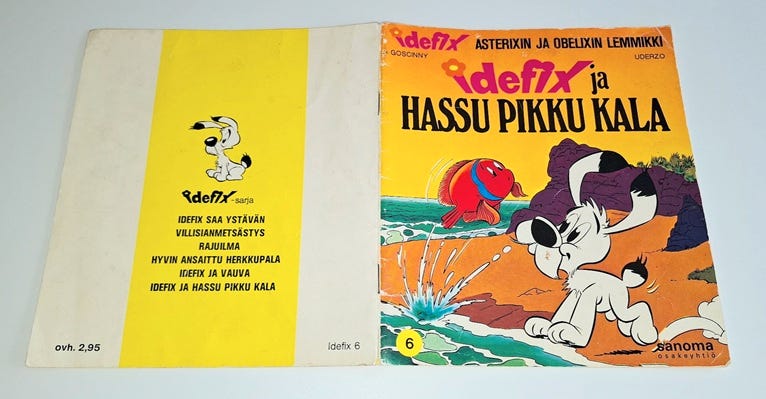 idefix-sarja
IDEFIX SAA YSTÄVÄN
VILLISIANMETSÄSTYS
RAJUILMA
HYVIN ANSAITTU HERKKUPALA
IDEFIX JA VAUVA
IDEFIX JA HASSU PIKKU KALA
ovh. 2,95
Idefix 6
idefix ASTERIXIN JA OBELIXIN LEMMIKKI
GOSCINNY UDERZO
idefix ja
HASSU PIKKU KALA
6
sanoma
osakeyhtiö